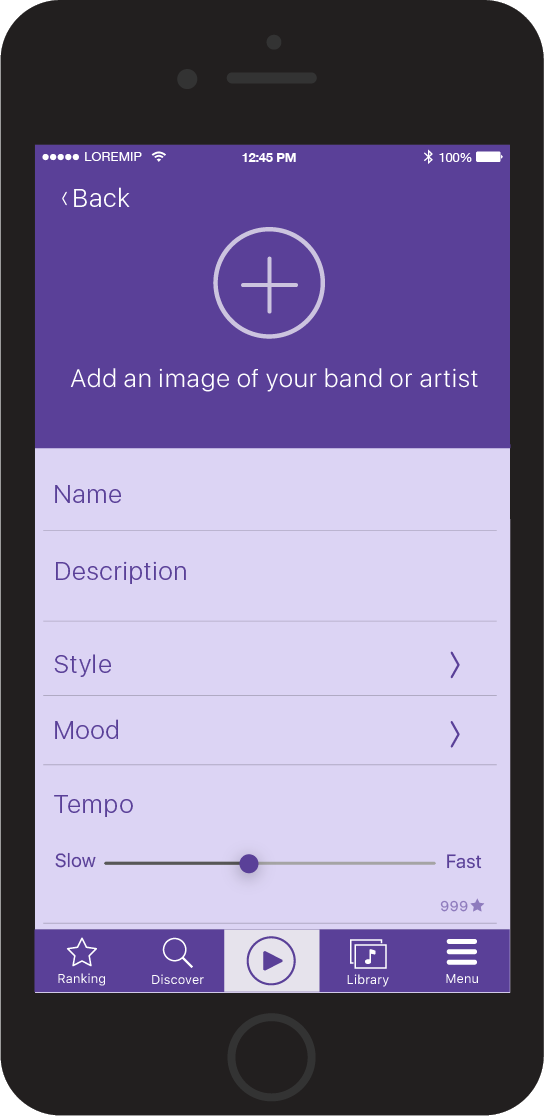 LOREMIP 12:45 PM 100%
Back
Add an image of your band or artist
Name
Description
Style
Mood
Tempo
Slow Fast
999
Ranking Discover Library Menu